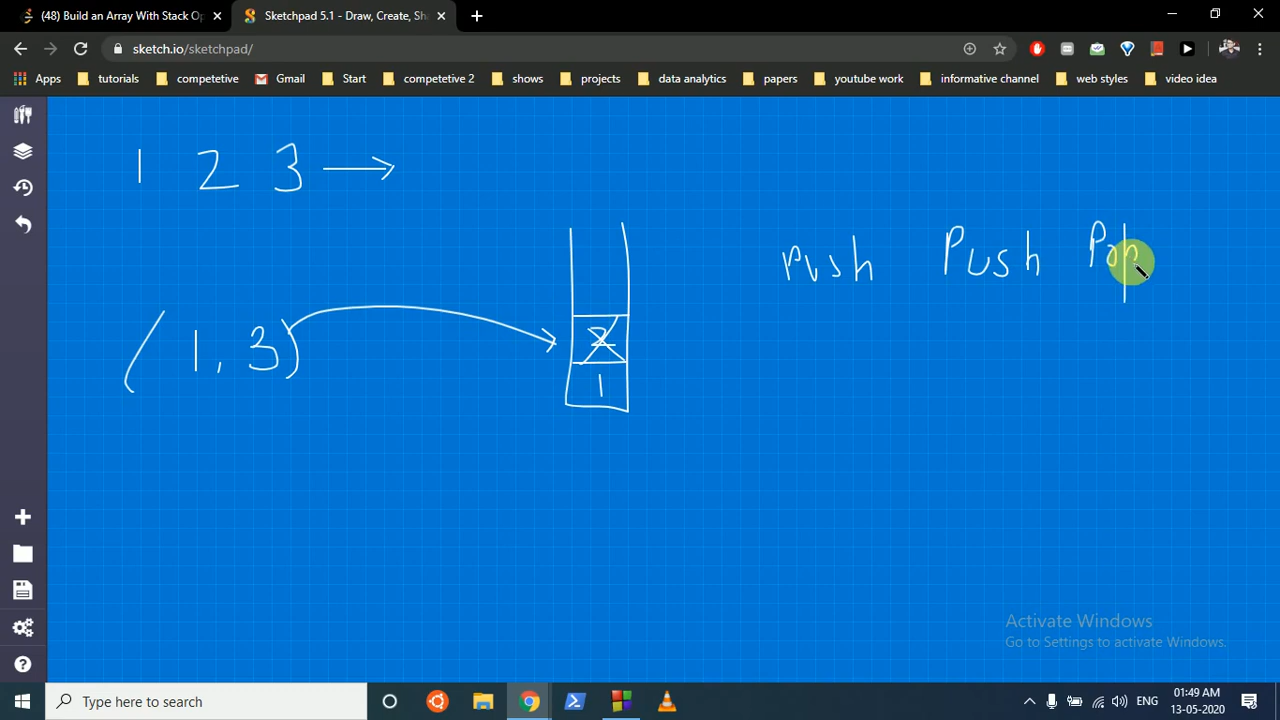 (48) Build an Array With Stack Op
Sketchpad 5.1 - Draw, Create, Sha
sketch.io/sketchpad/
Apps tutorials competetive Gmail Start competetive 2 shows projects data analytics papers youtube work informative channel web styles video idea
1 2 3 →
Push Push Pop
(1, 3)
2
1
Activate Windows
Go to Settings to activate Windows.
Type here to search
ENG
01:49 AM
13-05-2020